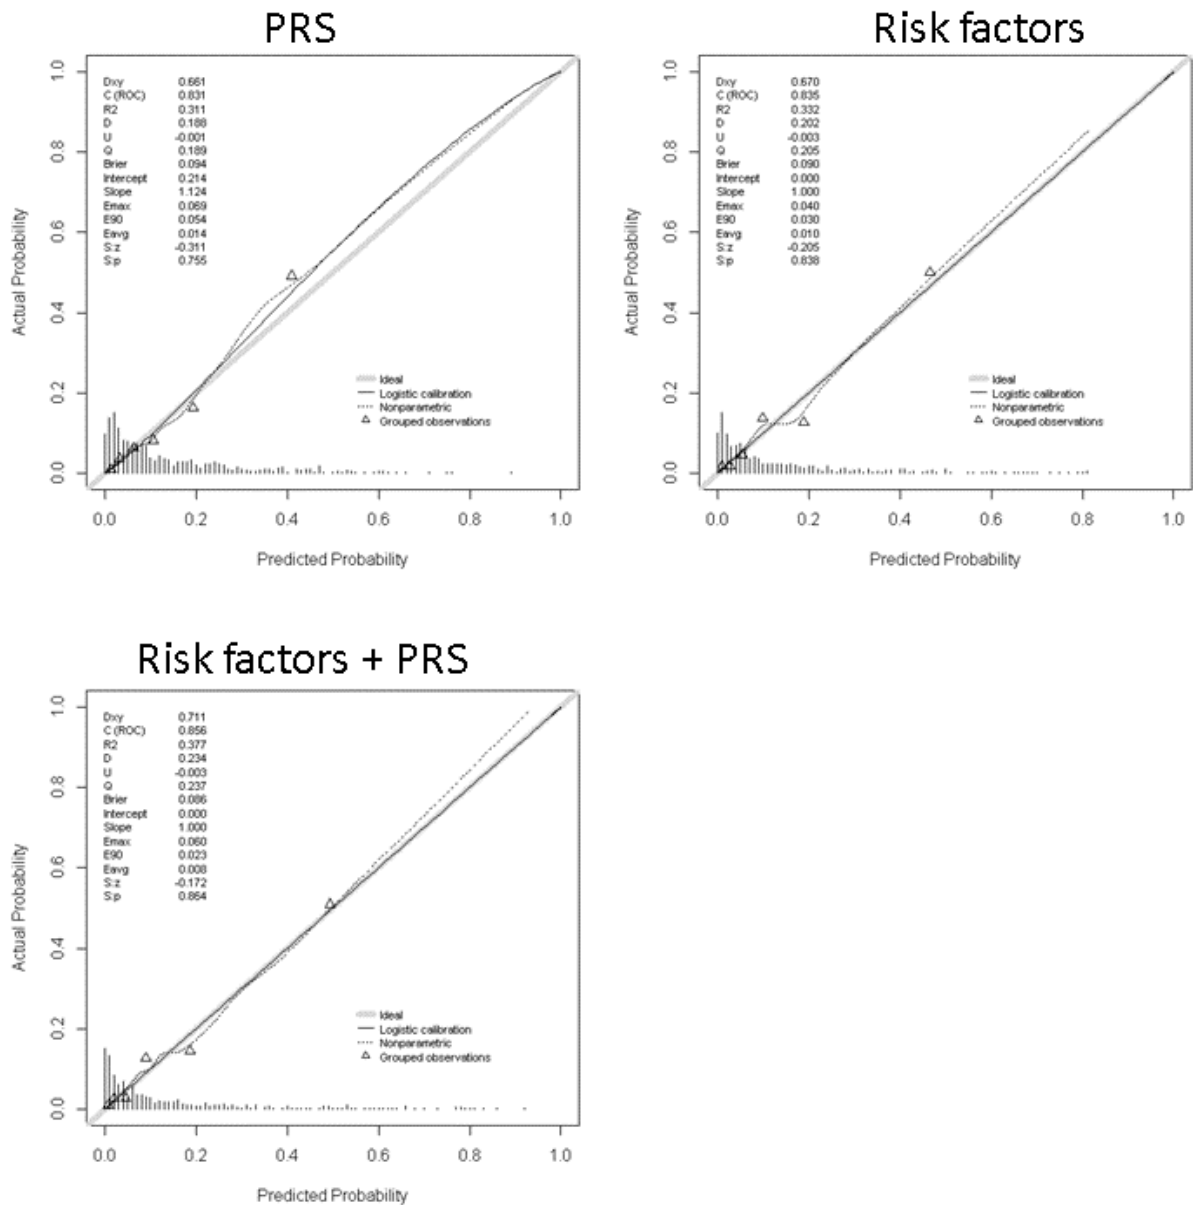 PRS
Dxy 0.661
C (ROC) 0.831
R2 0.311
D 0.188
U -0.001
Q 0.189
Brier 0.094
Intercept 0.214
Slope 1.124
Emax 0.069
E90 0.054
Eavg 0.014
S:z -0.311
S:p 0.755
Actual Probability
1.0
0.8
0.6
0.4
0.2
0.0
Ideal
Logistic calibration
Nonparametric
Grouped observations
0.0 0.2 0.4 0.6 0.8 1.0
Predicted Probability
Risk factors
Dxy 0.670
C (ROC) 0.835
R2 0.332
D 0.202
U -0.003
Q 0.205
Brier 0.090
Intercept 0.000
Slope 1.000
Emax 0.040
E90 0.030
Eavg 0.010
S:z -0.205
S:p 0.838
Actual Probability
1.0
0.8
0.6
0.4
0.2
0.0
Ideal
Logistic calibration
Nonparametric
Grouped observations
0.0 0.2 0.4 0.6 0.8 1.0
Predicted Probability
Risk factors + PRS
Dxy 0.711
C (ROC) 0.856
R2 0.377
D 0.234
U -0.003
Q 0.237
Brier 0.086
Intercept 0.000
Slope 1.000
Emax 0.060
E90 0.023
Eavg 0.008
S:z -0.172
S:p 0.864
Actual Probability
1.0
0.8
0.6
0.4
0.2
0.0
Ideal
Logistic calibration
Nonparametric
Grouped observations
0.0 0.2 0.4 0.6 0.8 1.0
Predicted Probability